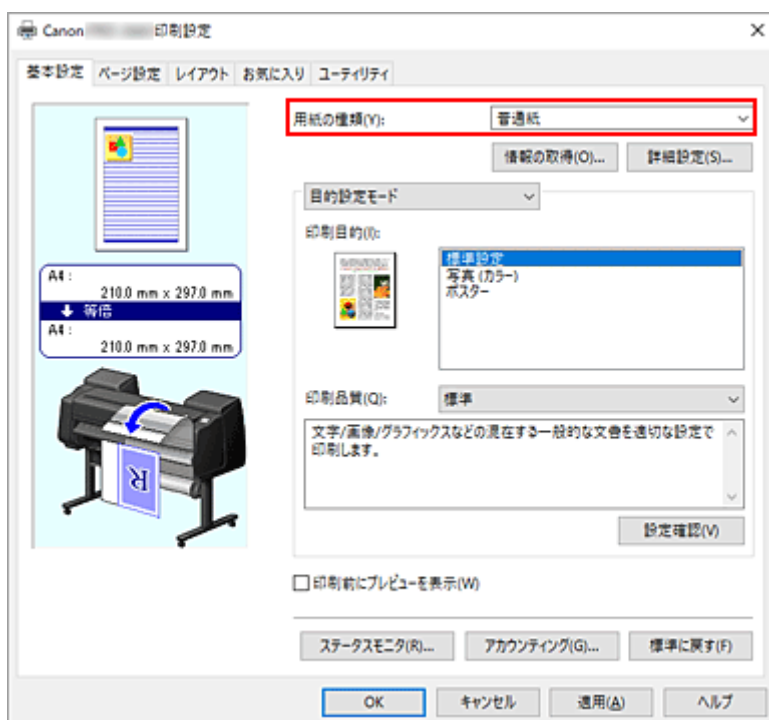 Canon 印刷設定
基本設定 ページ設定 レイアウト お気に入り ユーティリティ
用紙の種類(Y): 普通紙
情報の取得(O)... 詳細設定(S)...
目的設定モード
印刷目的(I):
標準設定
写真 (カラー)
ポスター
A4 :
210.0 mm x 297.0 mm
等倍
A4 :
210.0 mm x 297.0 mm
R
印刷品質(Q): 標準
文字/画像/グラフィックスなどの混在する一般的な文書を適切な設定で
印刷します。
設定確認(V)
印刷前にプレビューを表示(W)
ステータスモニタ(R)... アカウンティング(G)... 標準に戻す(F)
OK キャンセル 適用(A) ヘルプ